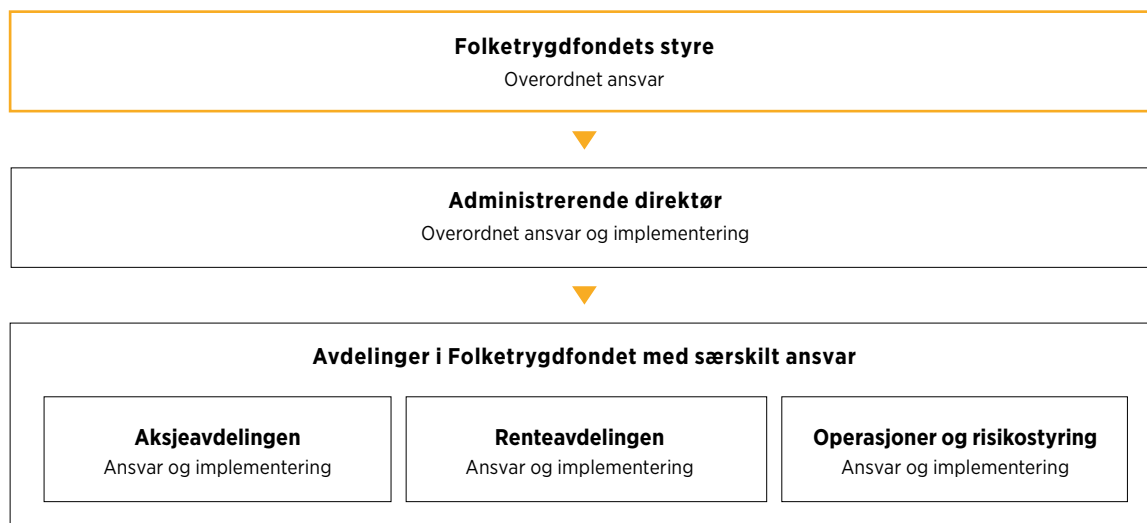 Folketrygdfondets styre
Overordnet ansvar
Administrerende direktør
Overordnet ansvar og implementering
Avdelinger i Folketrygdfondet med særskilt ansvar
Aksjeavdelingen
Ansvar og implementering
Renteavdelingen
Ansvar og implementering
Operasjoner og risikostyring
Ansvar og implementering